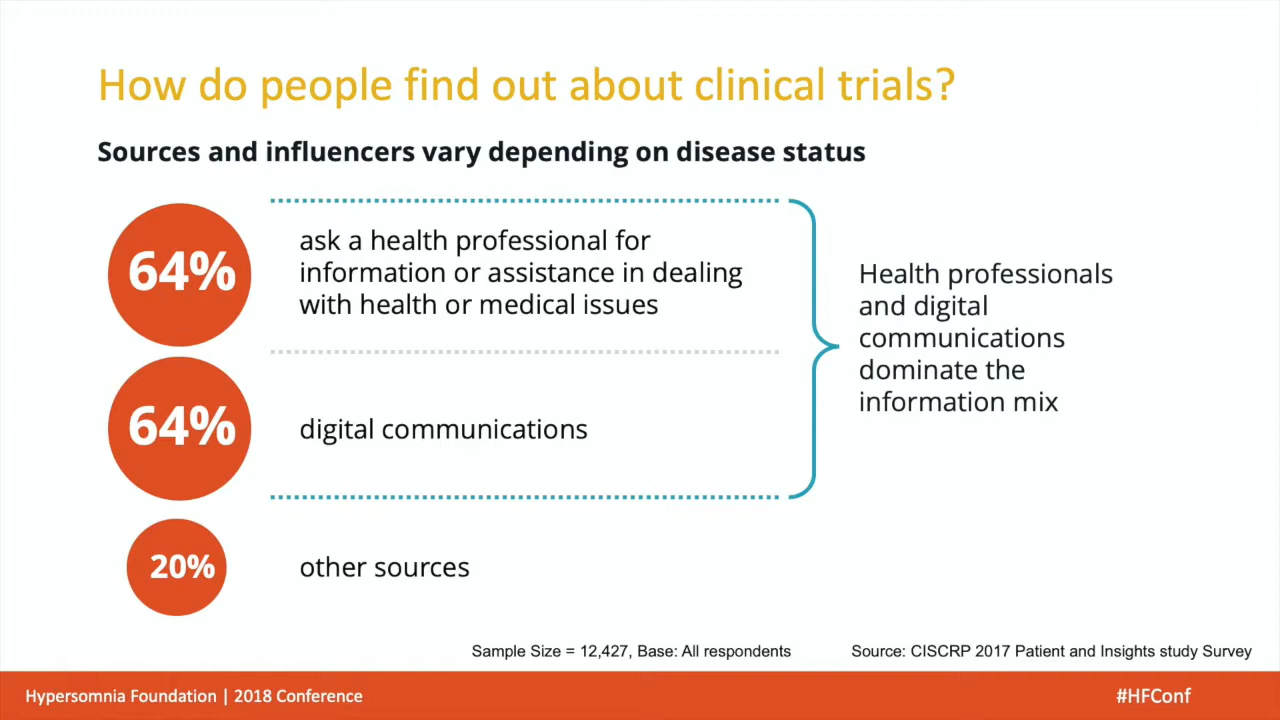 How do people find out about clinical trials?
Sources and influencers vary depending on disease status
64%
ask a health professional for
information or assistance in dealing
with health or medical issues
64%
digital communications
Health professionals
and digital
communications
dominate the
information mix
20%
other sources
Sample Size = 12,427, Base: All respondents
Source: CISCRP 2017 Patient and Insights study Survey
Hypersomnia Foundation | 2018 Conference
#HFConf